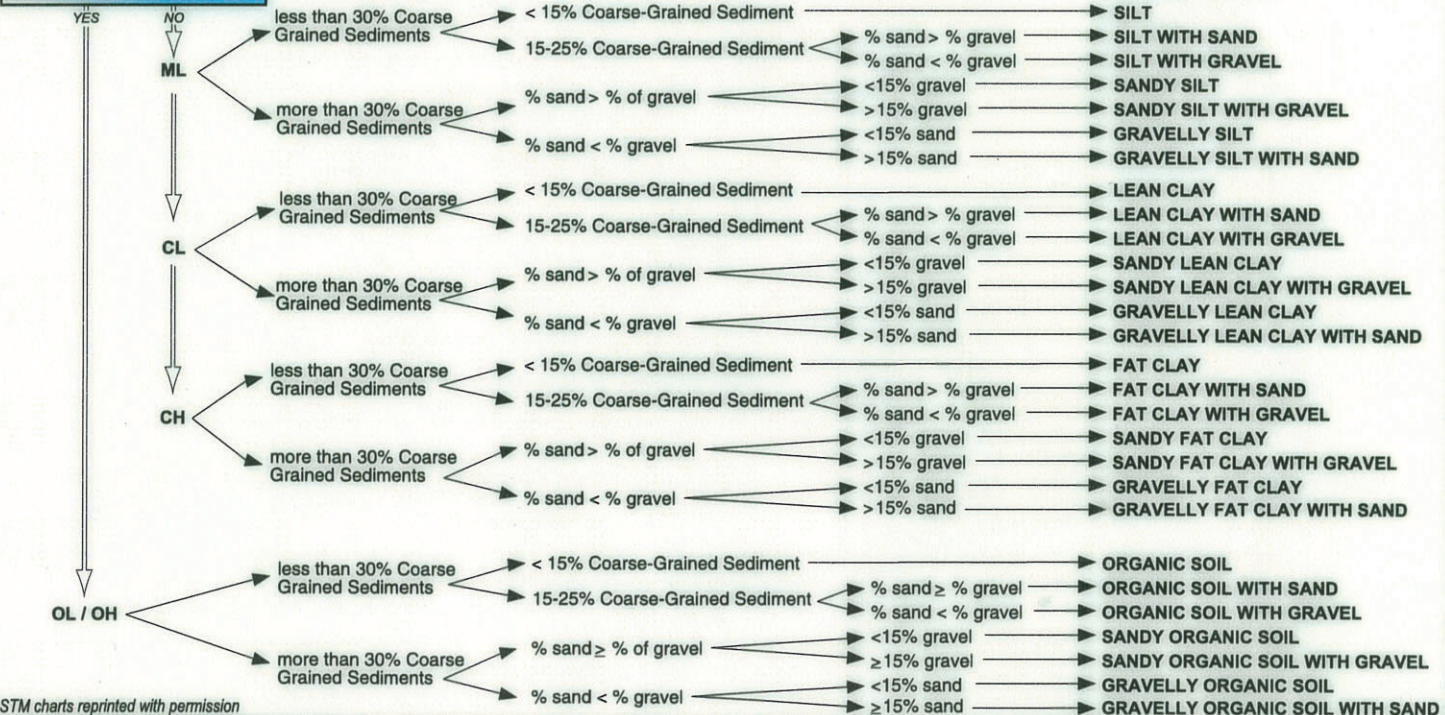 YES
NO
less than 30% Coarse
Grained Sediments
< 15% Coarse-Grained Sediment
SILT
15-25% Coarse-Grained Sediment
% sand > % gravel
SILT WITH SAND
% sand < % gravel
SILT WITH GRAVEL
ML
more than 30% Coarse
Grained Sediments
% sand > % of gravel
<15% gravel
SANDY SILT
>15% gravel
SANDY SILT WITH GRAVEL
% sand < % gravel
<15% sand
GRAVELLY SILT
>15% sand
GRAVELLY SILT WITH SAND
less than 30% Coarse
Grained Sediments
< 15% Coarse-Grained Sediment
LEAN CLAY
15-25% Coarse-Grained Sediment
% sand > % gravel
LEAN CLAY WITH SAND
% sand < % gravel
LEAN CLAY WITH GRAVEL
CL
more than 30% Coarse
Grained Sediments
% sand > % of gravel
<15% gravel
SANDY LEAN CLAY
>15% gravel
SANDY LEAN CLAY WITH GRAVEL
% sand < % gravel
<15% sand
GRAVELLY LEAN CLAY
>15% sand
GRAVELLY LEAN CLAY WITH SAND
less than 30% Coarse
Grained Sediments
< 15% Coarse-Grained Sediment
FAT CLAY
15-25% Coarse-Grained Sediment
% sand > % gravel
FAT CLAY WITH SAND
% sand < % gravel
FAT CLAY WITH GRAVEL
CH
more than 30% Coarse
Grained Sediments
% sand > % of gravel
<15% gravel
SANDY FAT CLAY
>15% gravel
SANDY FAT CLAY WITH GRAVEL
% sand < % gravel
<15% sand
GRAVELLY FAT CLAY
>15% sand
GRAVELLY FAT CLAY WITH SAND
less than 30% Coarse
Grained Sediments
< 15% Coarse-Grained Sediment
ORGANIC SOIL
15-25% Coarse-Grained Sediment
% sand ≥ % gravel
ORGANIC SOIL WITH SAND
% sand < % gravel
ORGANIC SOIL WITH GRAVEL
OL / OH
more than 30% Coarse
Grained Sediments
% sand ≥ % of gravel
<15% gravel
SANDY ORGANIC SOIL
≥15% gravel
SANDY ORGANIC SOIL WITH GRAVEL
% sand < % gravel
<15% sand
GRAVELLY ORGANIC SOIL
≥15% sand
GRAVELLY ORGANIC SOIL WITH SAND
STM charts reprinted with permission